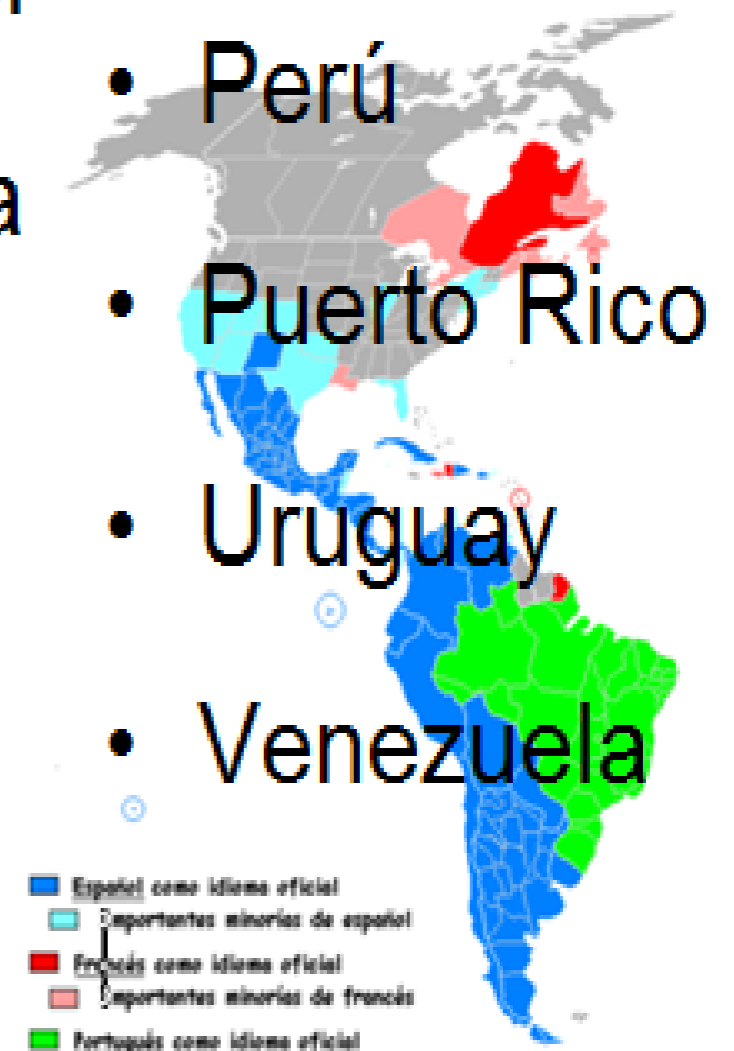 a
• Perú
• Puerto Rico
• Uruguay
• Venezuela
Español como idioma oficial
importantes minorías de español
Francés como idioma oficial
importantes minorías de francés
Portugués como idioma oficial